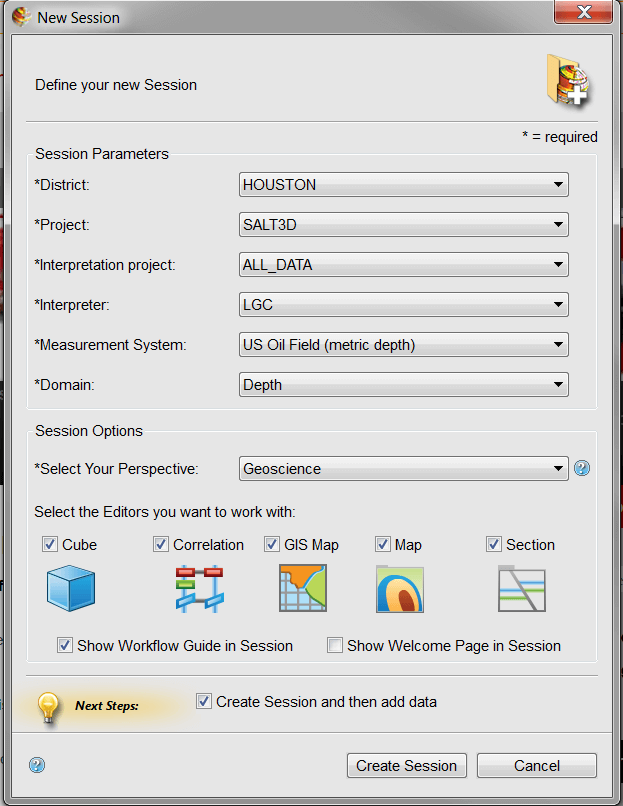 New Session
Define your new Session
* = required
Session Parameters
*District: HOUSTON
*Project: SALT3D
*Interpretation project: ALL_DATA
*Interpreter: LGC
*Measurement System: US Oil Field (metric depth)
*Domain: Depth
Session Options
*Select Your Perspective: Geoscience
Select the Editors you want to work with:
Cube Correlation GIS Map Map Section
Show Workflow Guide in Session Show Welcome Page in Session
Next Steps: Create Session and then add data
Create Session Cancel